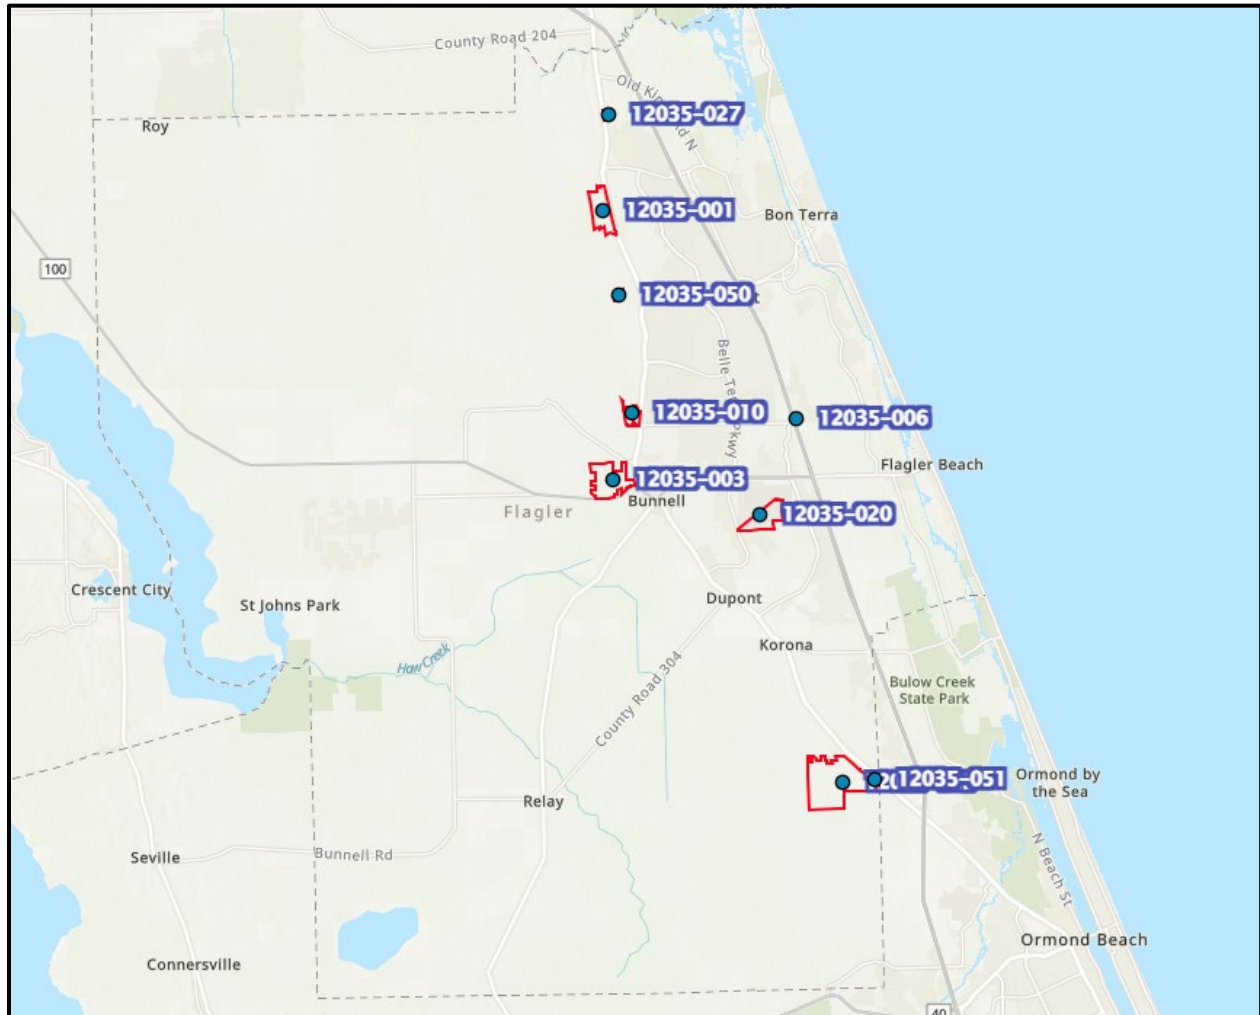 County Road 204
Old Kin
d N
12035-027
Roy
12035-001
Bon Terra
100
12035-050
t
Belle Te
Pkwy
12035-010
12035-006
Flagler Beach
12035-003
Bunnell
Flagler
12035-020
Crescent City
St Johns Park
Dupont
Korona
Haw Creek
County Road 304
Bulow Creek
State Park
12035-051
Ormond by
the Sea
Relay
N Beach St
Seville
Bunnell Rd
Ormond Beach
Connersville
40